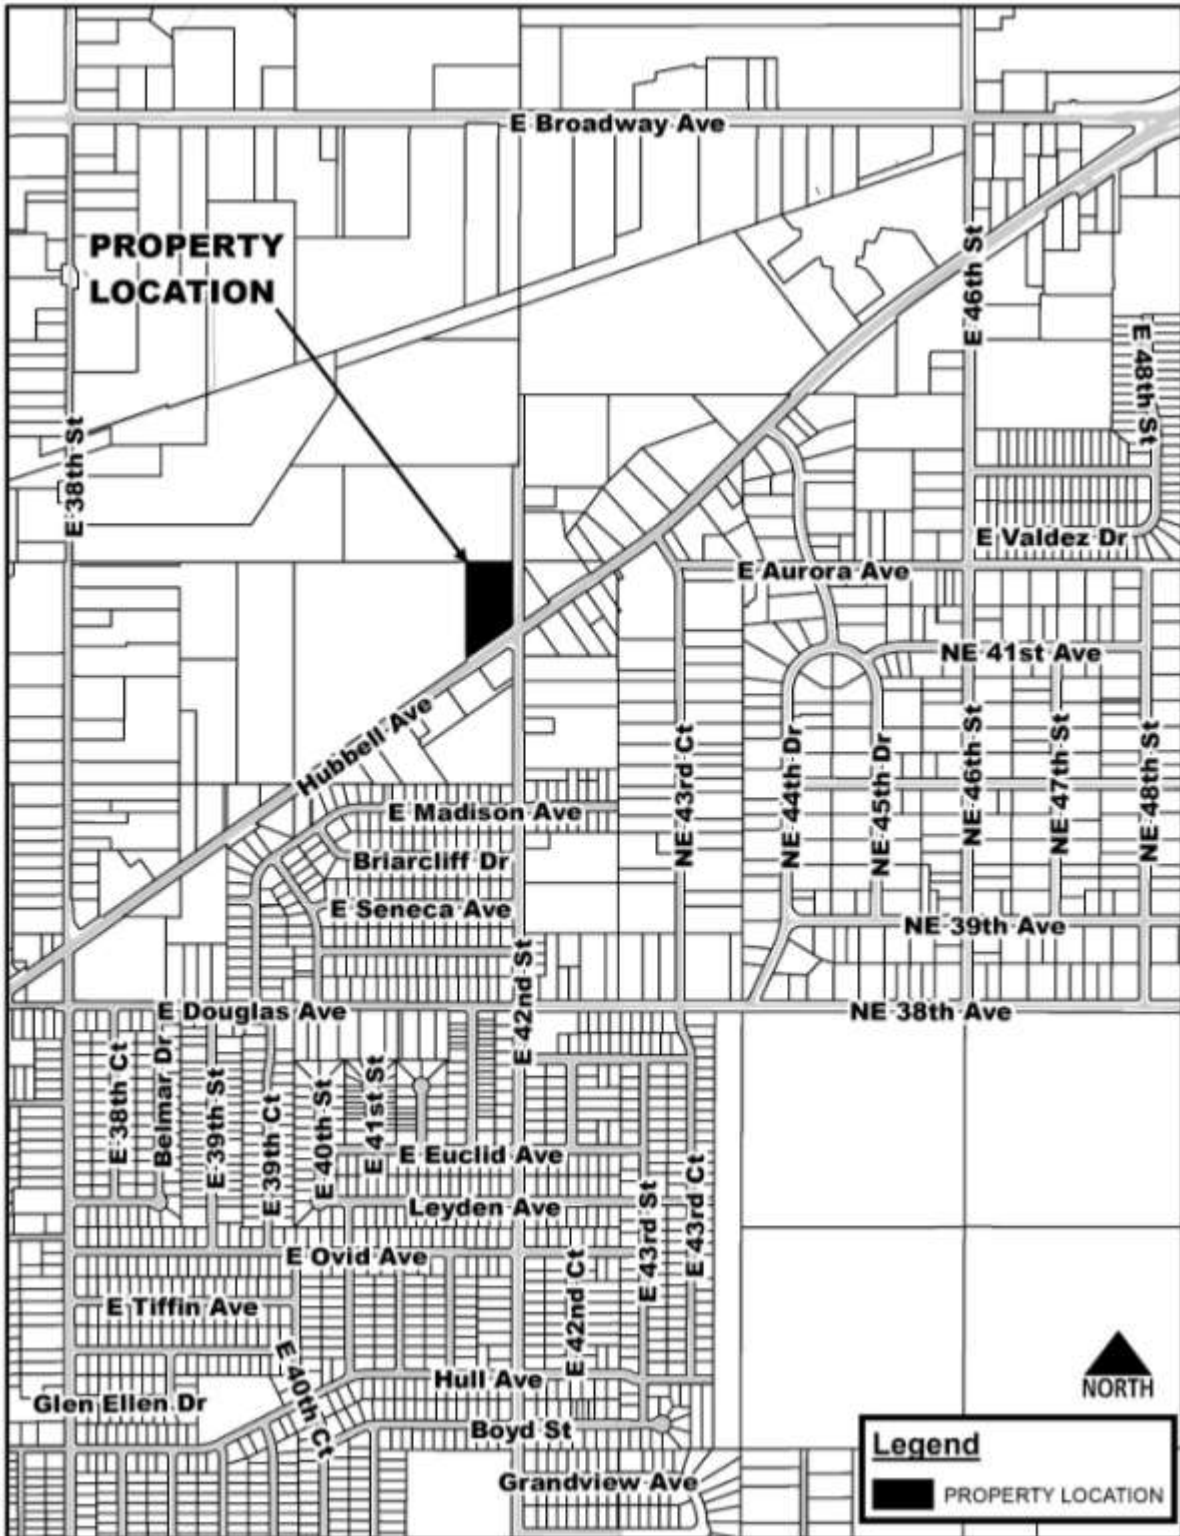 E Broadway Ave
PROPERTY
LOCATION
E 46th St
E 48th St
E 38th St
E Valdez Dr
E Aurora Ave
NE 41st Ave
Hubbell Ave
NE 43rd Ct
NE 44th Dr
NE 45th Dr
NE 46th St
NE 47th St
NE 48th St
E Madison Ave
Briarcliff Dr
E Seneca Ave
NE 39th Ave
E 42nd St
E Douglas Ave
NE 38th Ave
E 38th Ct
Belmar Dr
E 39th St
E 39th Ct
E 40th St
E 41st St
E Euclid Ave
Leyden Ave
E 43rd St
E 43rd Ct
E Ovid Ave
E 42nd Ct
E Tiffin Ave
E 40th Ct
Hull Ave
Glen Ellen Dr
Boyd St
Grandview Ave
NORTH
Legend
PROPERTY LOCATION